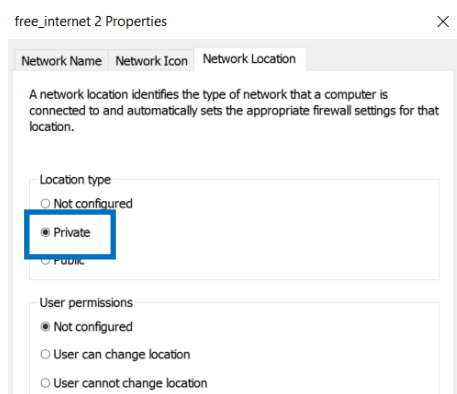 free_internet 2 Properties
Network Name Network Icon Network Location
A network location identifies the type of network that a computer is
connected to and automatically sets the appropriate firewall settings for that
location.
Location type
Not configured
Private
Public
User permissions
Not configured
User can change location
User cannot change location